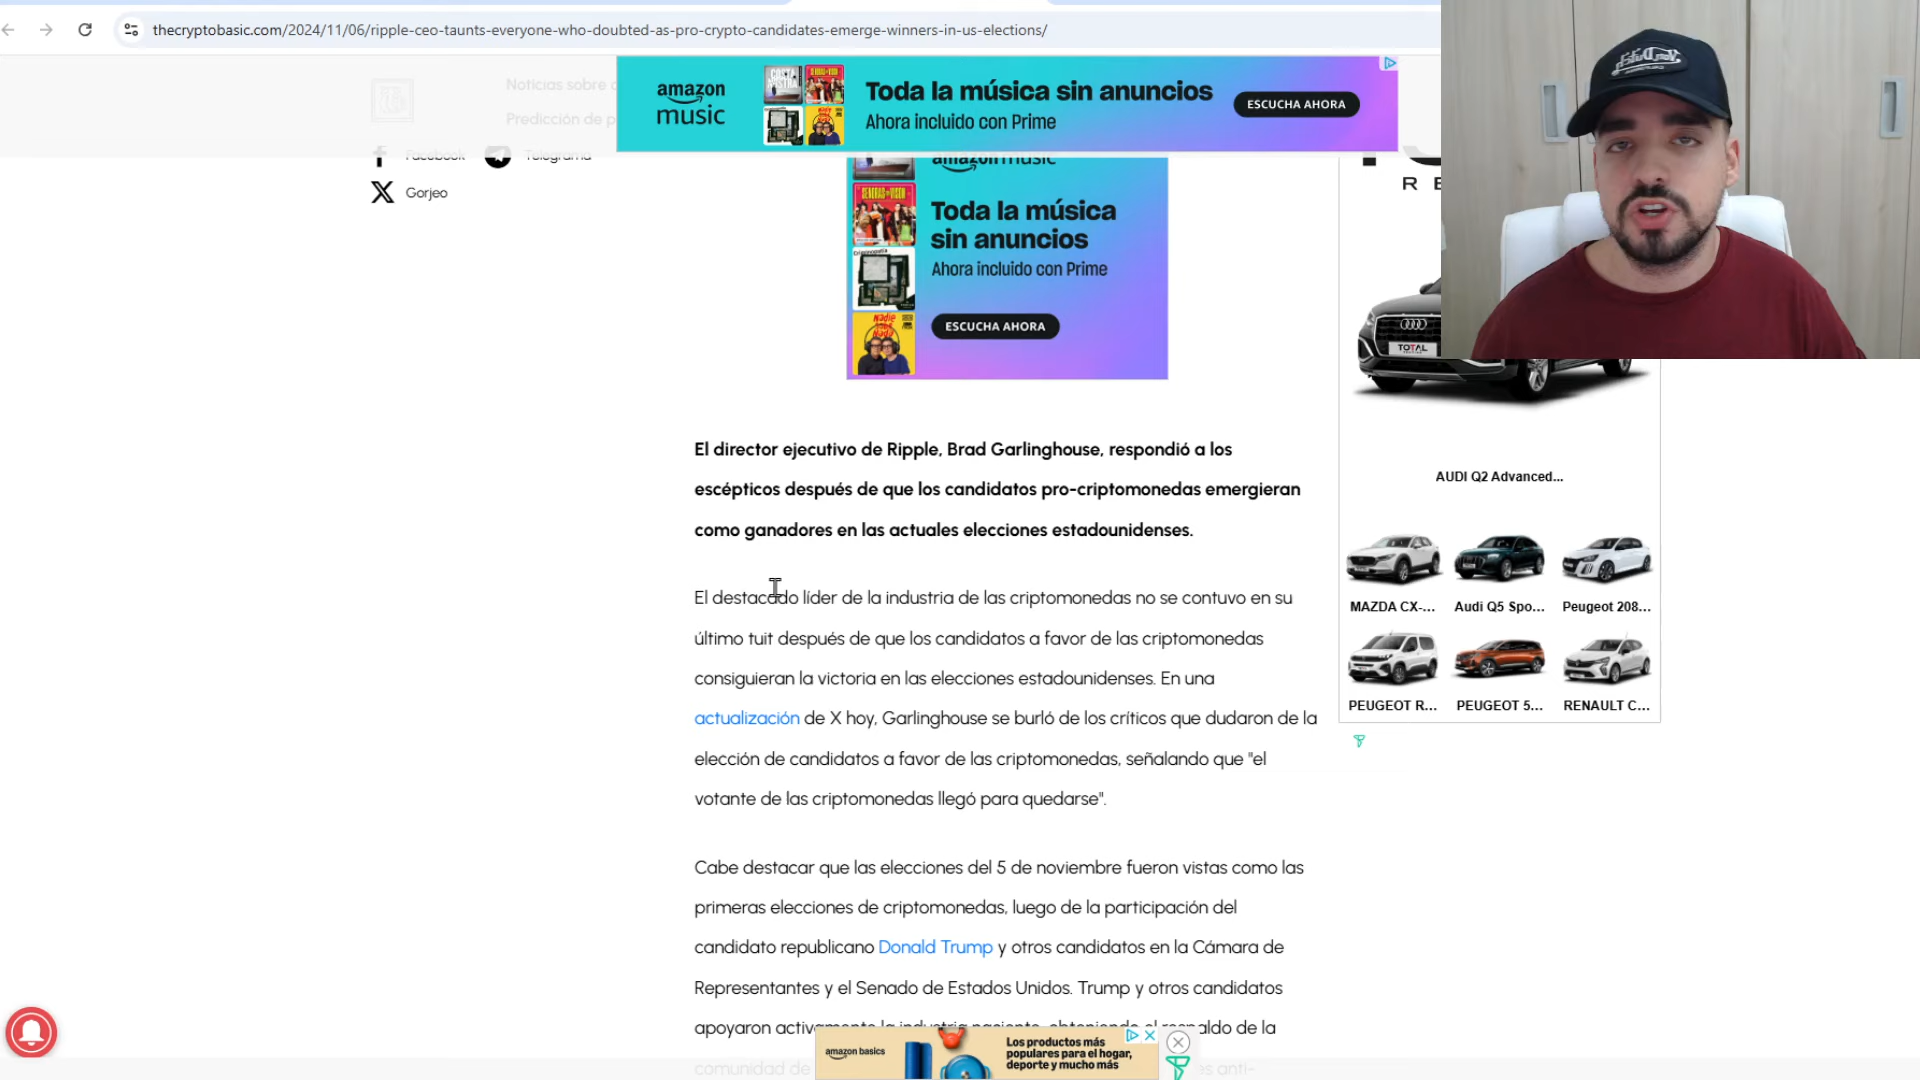 thecryptobasic.com/2024/11/06/ripple-ceo-taunts-everyone-who-doubted-as-pro-crypto-candidates-emerge-winners-in-us-elections/
Noticias sobre
Predicción de p
Facebook
Telegrama
Gorjeo
amazon music
Toda la música sin anuncios
Ahora incluido con Prime
ESCUCHA AHORA
amazon music
Toda la música
sin anuncios
Ahora incluido con Prime
ESCUCHA AHORA
R E
TOTAL
AUDI Q2 Advanced...
MAZDA CX-...
Audi Q5 Spo...
Peugeot 208...
PEUGEOT R...
PEUGEOT 5...
RENAULT C...
El director ejecutivo de Ripple, Brad Garlinghouse, respondió a los
escépticos después de que los candidatos pro-criptomonedas emergieran
como ganadores en las actuales elecciones estadounidenses.
El destacado líder de la industria de las criptomonedas no se contuvo en su
último tuit después de que los candidatos a favor de las criptomonedas
consiguieran la victoria en las elecciones estadounidenses. En una
actualización de X hoy, Garlinghouse se burló de los críticos que dudaron de la
elección de candidatos a favor de las criptomonedas, señalando que "el
votante de las criptomonedas llegó para quedarse".
Cabe destacar que las elecciones del 5 de noviembre fueron vistas como las
primeras elecciones de criptomonedas, luego de la participación del
candidato republicano Donald Trump y otros candidatos en la Cámara de
Representantes y el Senado de Estados Unidos. Trump y otros candidatos
apoyaron activamente la industria naciente, obteniendo el respaldo de la
comunidad de
es anti-
amazon basics
Los productos más
populares para el hogar,
deporte y mucho más